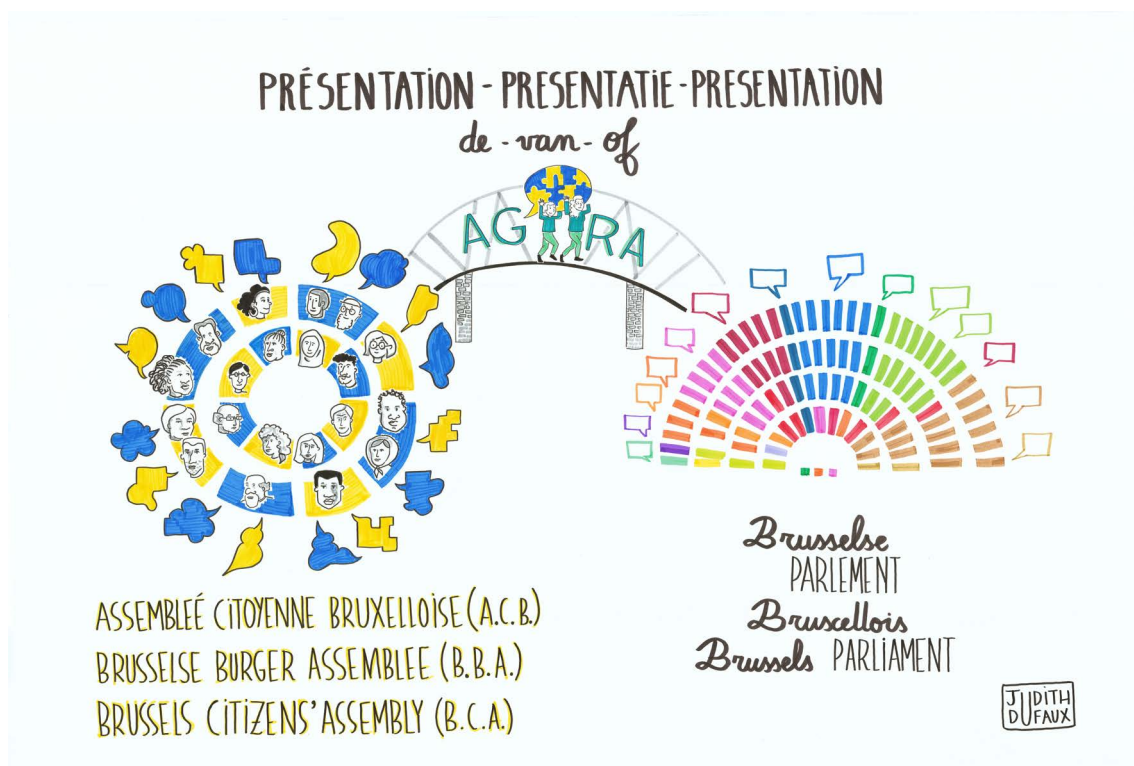 PRÉSENTATION - PRESENTATIE - PRESENTATION
de - van - of
AGORA
ASSEMBLEÉ CITOYENNE BRUXELLOISE (A.C.B.)
BRUSSELSE BURGER ASSEMBLEE (B.B.A.)
BRUSSELS CITIZENS' ASSEMBLY (B.C.A.)
Brusselse
PARLEMENT
Bruxellois
Brussels PARLIAMENT
JUDITH
DUFAUX